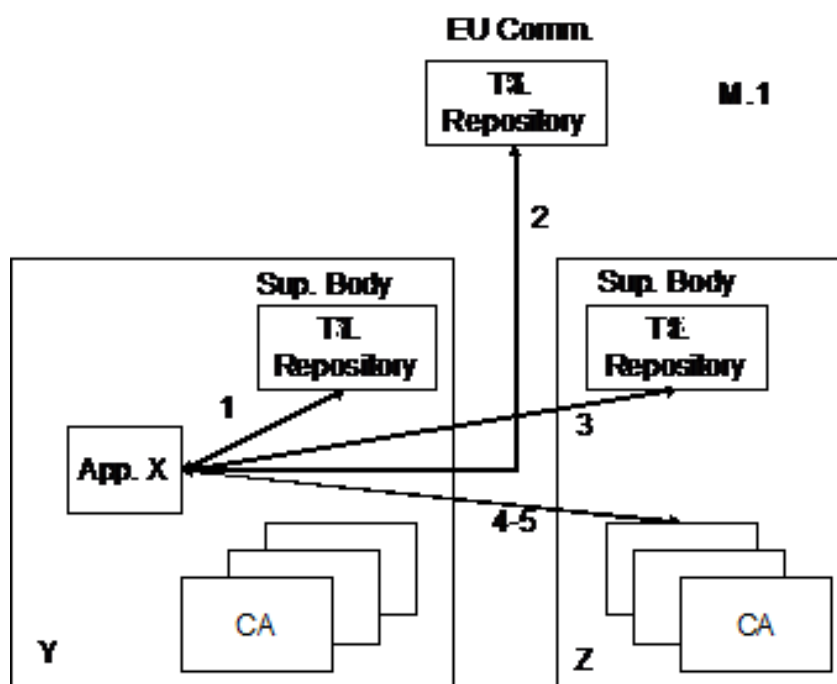 EU Comm.
TSL
Repository
M.1
2
Sup. Body
TSL
Repository
Sup. Body
TSL
Repository
1
3
App. X
4-5
CA
CA
Y
Z